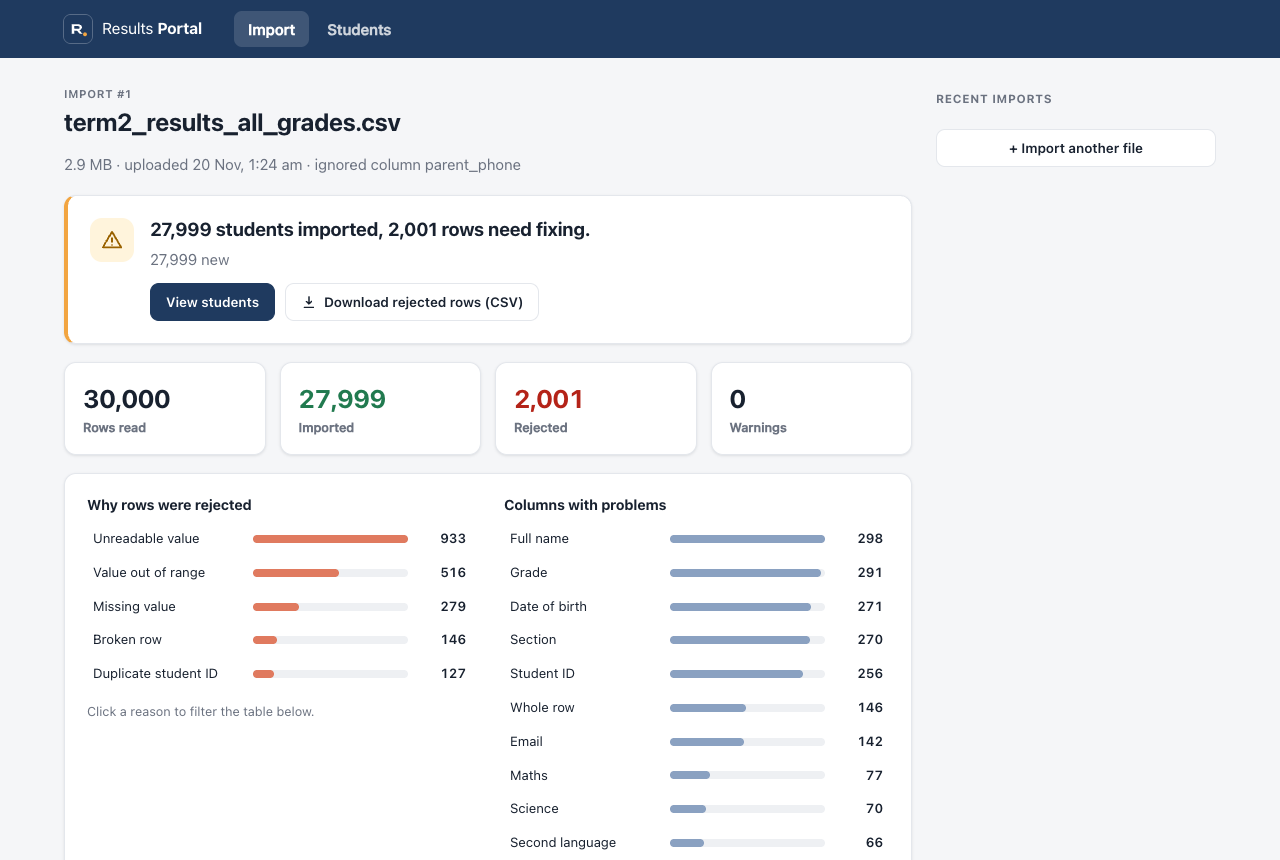 R. Results Portal Import Students
IMPORT #1
term2_results_all_grades.csv
2.9 MB · uploaded 20 Nov, 1:24 am · ignored column parent_phone
27,999 students imported, 2,001 rows need fixing.
27,999 new
View students Download rejected rows (CSV)
30,000
Rows read
27,999
Imported
2,001
Rejected
0
Warnings
Why rows were rejected
Unreadable value 933
Value out of range 516
Missing value 279
Broken row 146
Duplicate student ID 127
Click a reason to filter the table below.
Columns with problems
Full name 298
Grade 291
Date of birth 271
Section 270
Student ID 256
Whole row 146
Email 142
Maths 77
Science 70
Second language 66
RECENT IMPORTS
+ Import another file